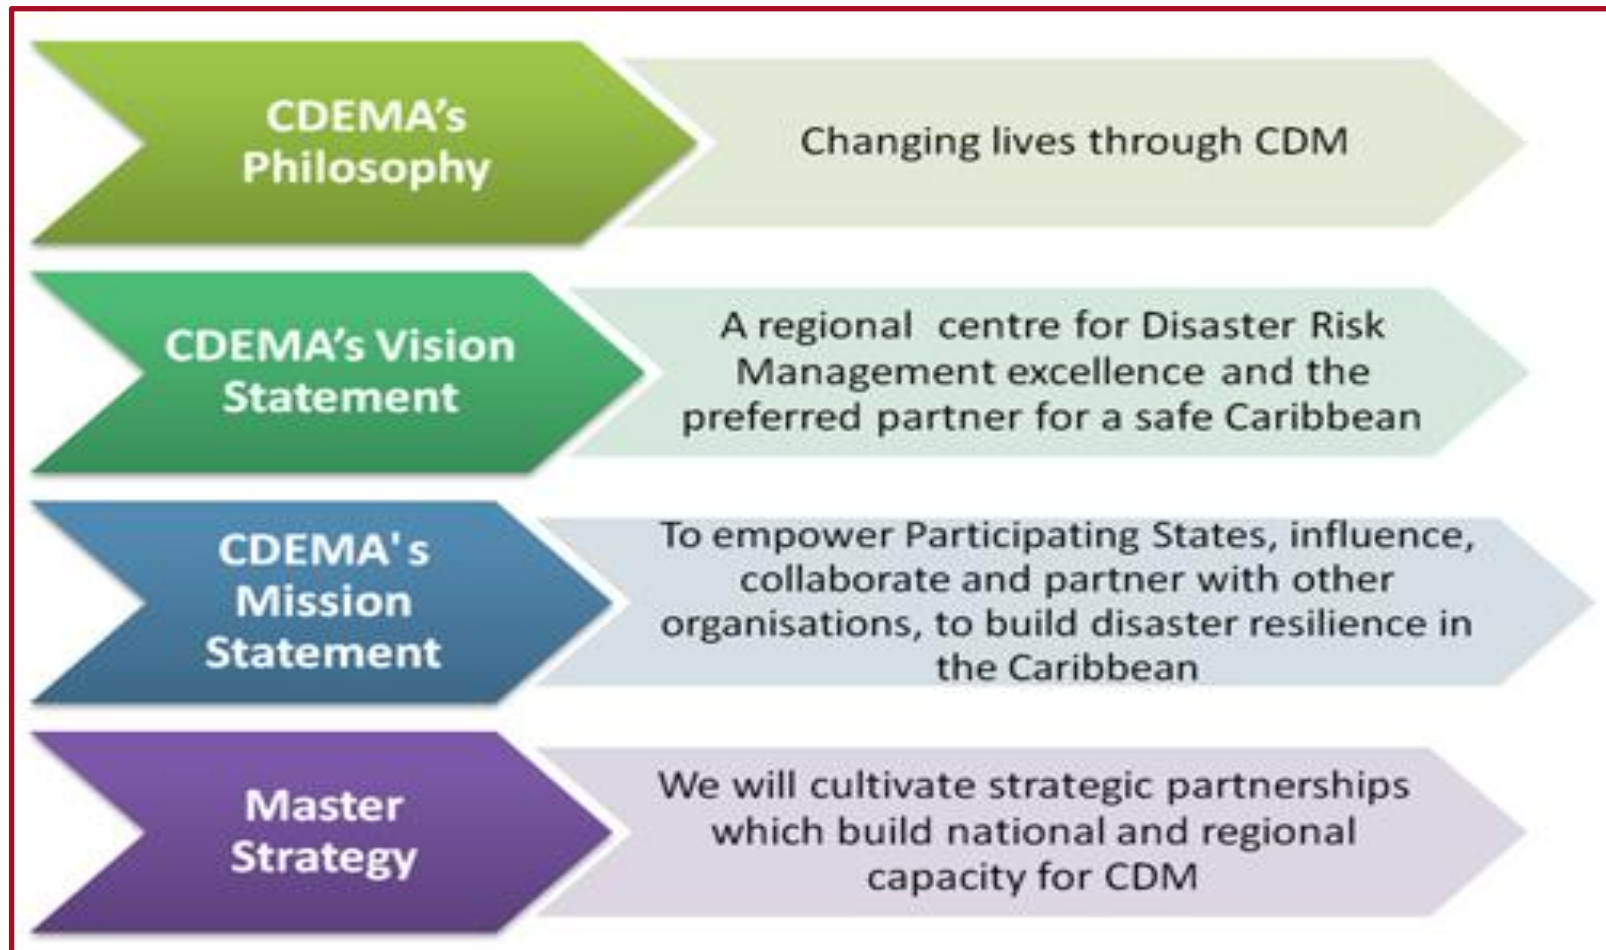 CDEMA’s
Philosophy
Changing lives through CDM
CDEMA’s Vision
Statement
A regional  centre for Disaster Risk
Management excellence and the
preferred partner for a safe Caribbean
CDEMA's
Mission
Statement
To empower Participating States, influence,
collaborate and partner with other
organisations, to build disaster resilience in
the Caribbean
Master
Strategy
We will cultivate strategic partnerships
which build national and regional
capacity for CDM